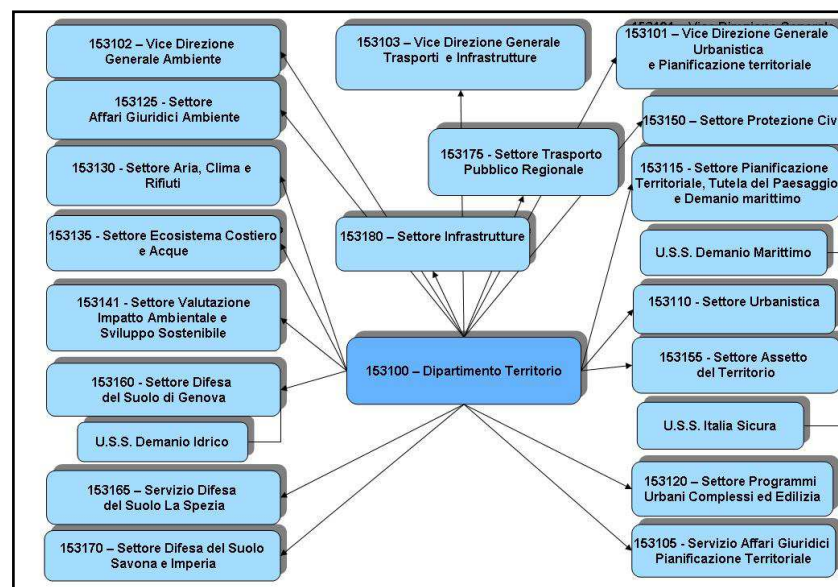 153102 – Vice Direzione
Generale Ambiente
153103 – Vice Direzione Generale
Trasporti e Infrastrutture
153101 – Vice Direzione Generale
Urbanistica
e Pianificazione territoriale
153125 - Settore
Affari Giuridici Ambiente
153150 – Settore Protezione Civ
153130 - Settore Aria, Clima e
Rifiuti
153175 - Settore Trasporto
Pubblico Regionale
153115 - Settore Pianificazione
Territoriale, Tutela del Paesaggio
e Demanio marittimo
153135 - Settore Ecosistema Costiero
e Acque
153180 – Settore Infrastrutture
U.S.S. Demanio Marittimo
153141 - Settore Valutazione
Impatto Ambientale e
Sviluppo Sostenibile
153110 - Settore Urbanistica
153100 – Dipartimento Territorio
153155 - Settore Assetto
del Territorio
153160 - Settore Difesa
del Suolo di Genova
U.S.S. Demanio Idrico
U.S.S. Italia Sicura
153165 – Servizio Difesa
del Suolo La Spezia
153120 – Settore Programmi
Urbani Complessi ed Edilizia
153170 – Settore Difesa del Suolo
Savona e Imperia
153105 – Servizio Affari Giuridici
Pianificazione Territoriale